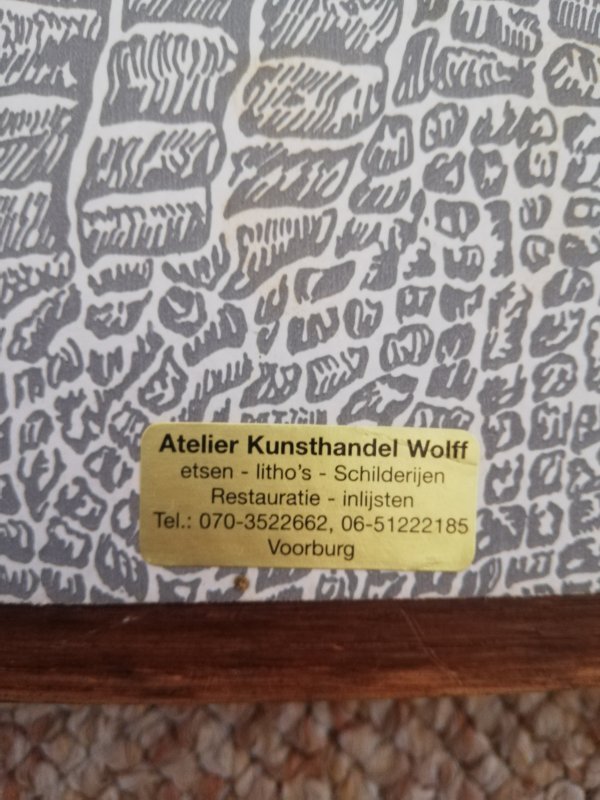 Atelier Kunsthandel Wolff
etsen - litho's - Schilderijen
Restauratie - inlijsten
Tel.: 070-3522662, 06-51222185
Voorburg